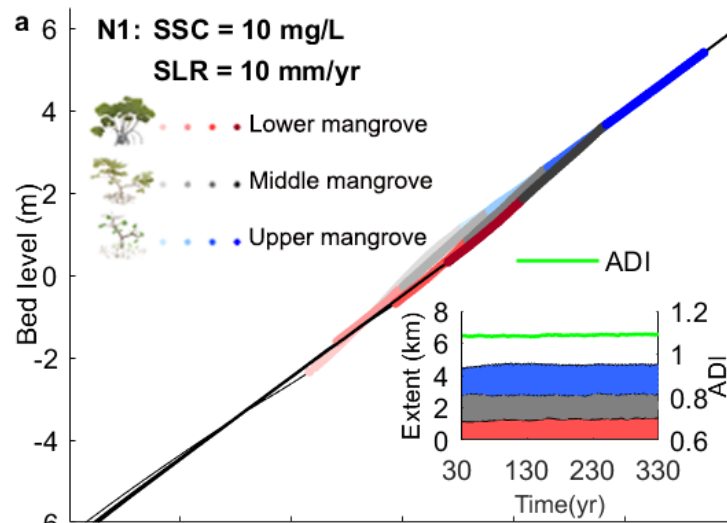 a
N1: SSC = 10 mg/L
SLR = 10 mm/yr
Lower mangrove
Middle mangrove
Upper mangrove
ADI
Bed level (m)
6
4
2
0
-2
-4
Extent (km)
8
6
4
2
0
1.2
1
0.8
0.6
ADI
30
130
230
330
Time(yr)